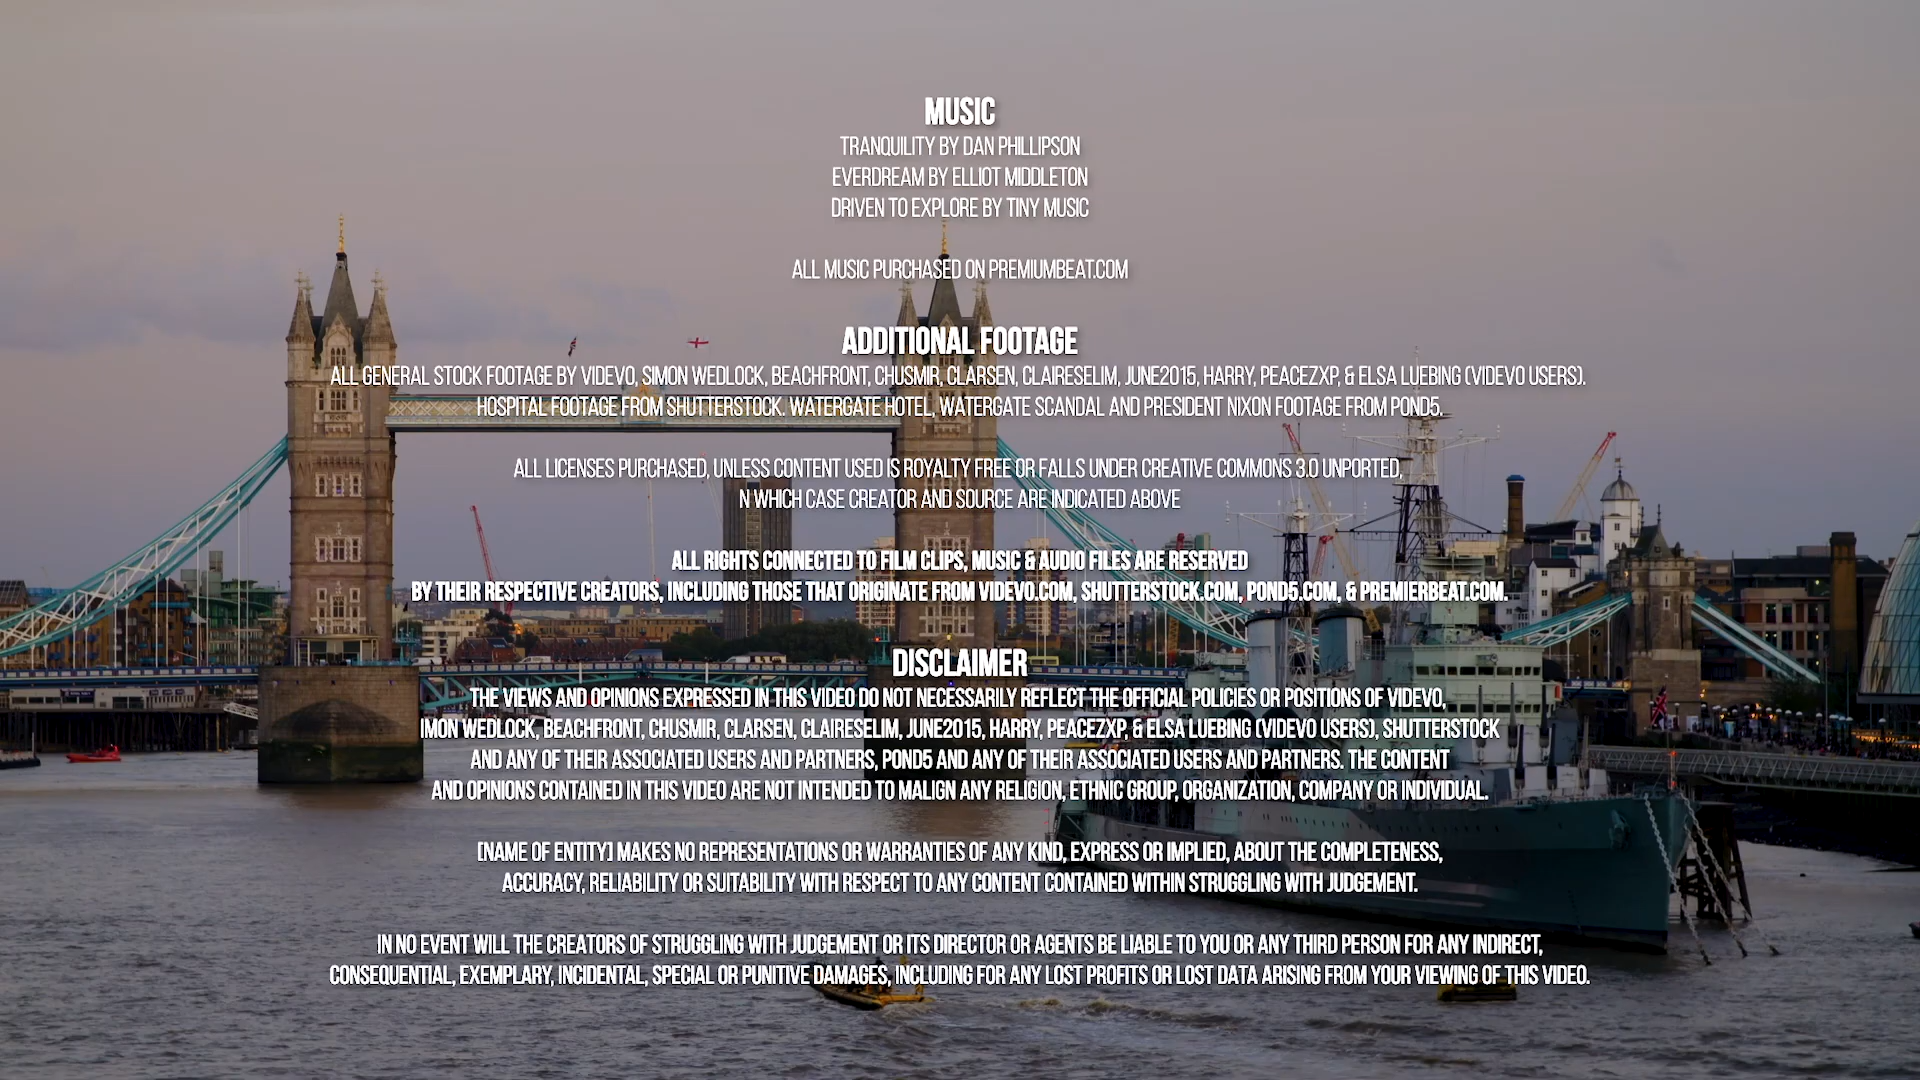 MUSIC
TRANQUILITY BY DAN PHILLIPSON
EVERDREAM BY ELLIOT MIDDLETON
DRIVEN TO EXPLORE BY TINY MUSIC
ALL MUSIC PURCHASED ON PREMIUMBEAT.COM
ADDITIONAL FOOTAGE
ALL GENERAL STOCK FOOTAGE BY VIDEVO, SIMON WEDLOCK, BEACHFRONT, CHUSMIR, CLARSEN, CLAIRESELIM, JUNE2015, HARRY, PEACEZXP, & ELSA LUEBING (VIDEVO USERS).
HOSPITAL FOOTAGE FROM SHUTTERSTOCK. WATERGATE HOTEL, WATERGATE SCANDAL AND PRESIDENT NIXON FOOTAGE FROM POND5.
ALL LICENSES PURCHASED, UNLESS CONTENT USED IS ROYALTY FREE OR FALLS UNDER CREATIVE COMMONS 3.0 UNPORTED,
N WHICH CASE CREATOR AND SOURCE ARE INDICATED ABOVE
ALL RIGHTS CONNECTED TO FILM CLIPS, MUSIC & AUDIO FILES ARE RESERVED
BY THEIR RESPECTIVE CREATORS, INCLUDING THOSE THAT ORIGINATE FROM VIDEVO.COM, SHUTTERSTOCK.COM, POND5.COM, & PREMIERBEAT.COM.
DISCLAIMER
THE VIEWS AND OPINIONS EXPRESSED IN THIS VIDEO DO NOT NECESSARILY REFLECT THE OFFICIAL POLICIES OR POSITIONS OF VIDEVO,
IMON WEDLOCK, BEACHFRONT, CHUSMIR, CLARSEN, CLAIRESELIM, JUNE2015, HARRY, PEACEZXP, & ELSA LUEBING (VIDEVO USERS), SHUTTERSTOCK
AND ANY OF THEIR ASSOCIATED USERS AND PARTNERS, POND5 AND ANY OF THEIR ASSOCIATED USERS AND PARTNERS. THE CONTENT
AND OPINIONS CONTAINED IN THIS VIDEO ARE NOT INTENDED TO MALIGN ANY RELIGION, ETHNIC GROUP, ORGANIZATION, COMPANY OR INDIVIDUAL.
[NAME OF ENTITY] MAKES NO REPRESENTATIONS OR WARRANTIES OF ANY KIND, EXPRESS OR IMPLIED, ABOUT THE COMPLETENESS,
ACCURACY, RELIABILITY OR SUITABILITY WITH RESPECT TO ANY CONTENT CONTAINED WITHIN STRUGGLING WITH JUDGEMENT.
IN NO EVENT WILL THE CREATORS OF STRUGGLING WITH JUDGEMENT OR ITS DIRECTOR OR AGENTS BE LIABLE TO YOU OR ANY THIRD PERSON FOR ANY INDIRECT,
CONSEQUENTIAL, EXEMPLARY, INCIDENTAL, SPECIAL OR PUNITIVE DAMAGES, INCLUDING FOR ANY LOST PROFITS OR LOST DATA ARISING FROM YOUR VIEWING OF THIS VIDEO.